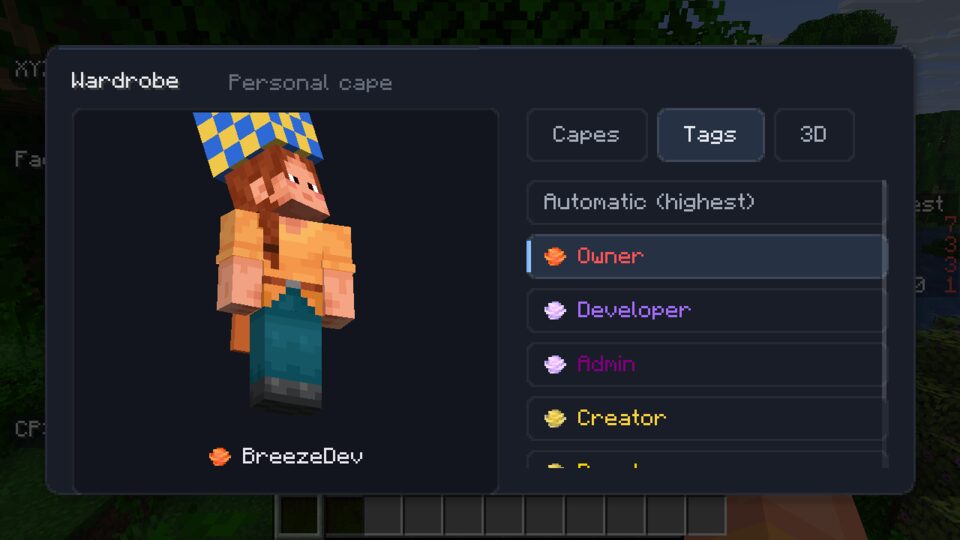 Wardrobe
Personal cape
Capes
Tags
3D
Automatic (highest)
Owner
Developer
Admin
Creator
BreezeDev